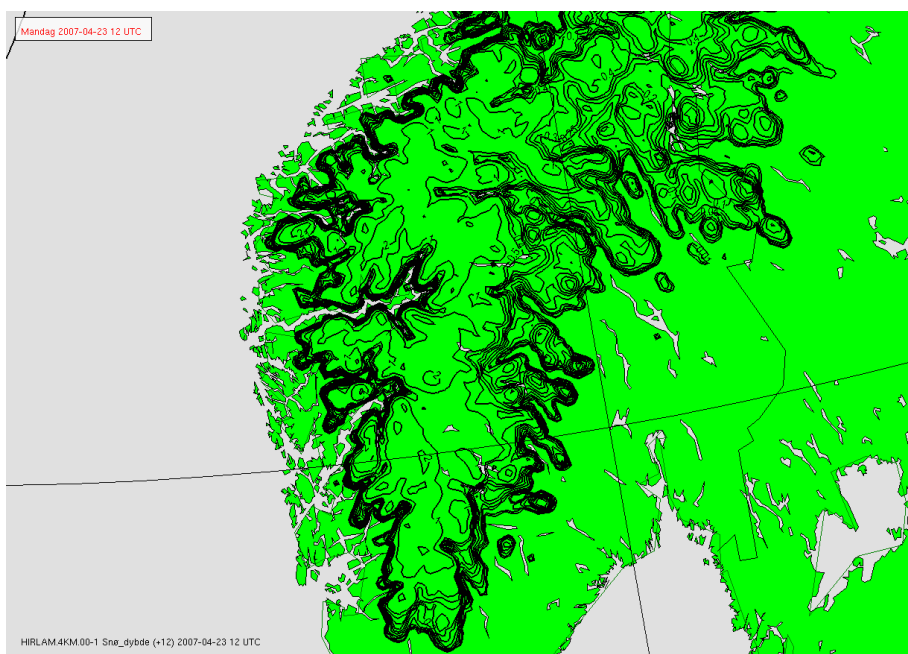 Mandag 2007-04-23 12 UTC
HIRLAM.4KM.00-1 Snø_dybde (+12) 2007-04-23 12 UTC